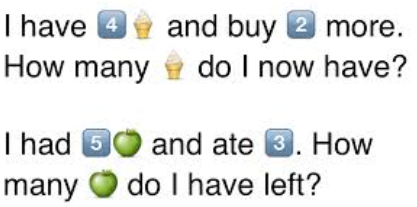 I have 4️⃣🍦 and buy 2️⃣ more.
How many 🍦 do I now have?
I had 5️⃣🍏 and ate 3️⃣. How
many 🍏 do I have left?